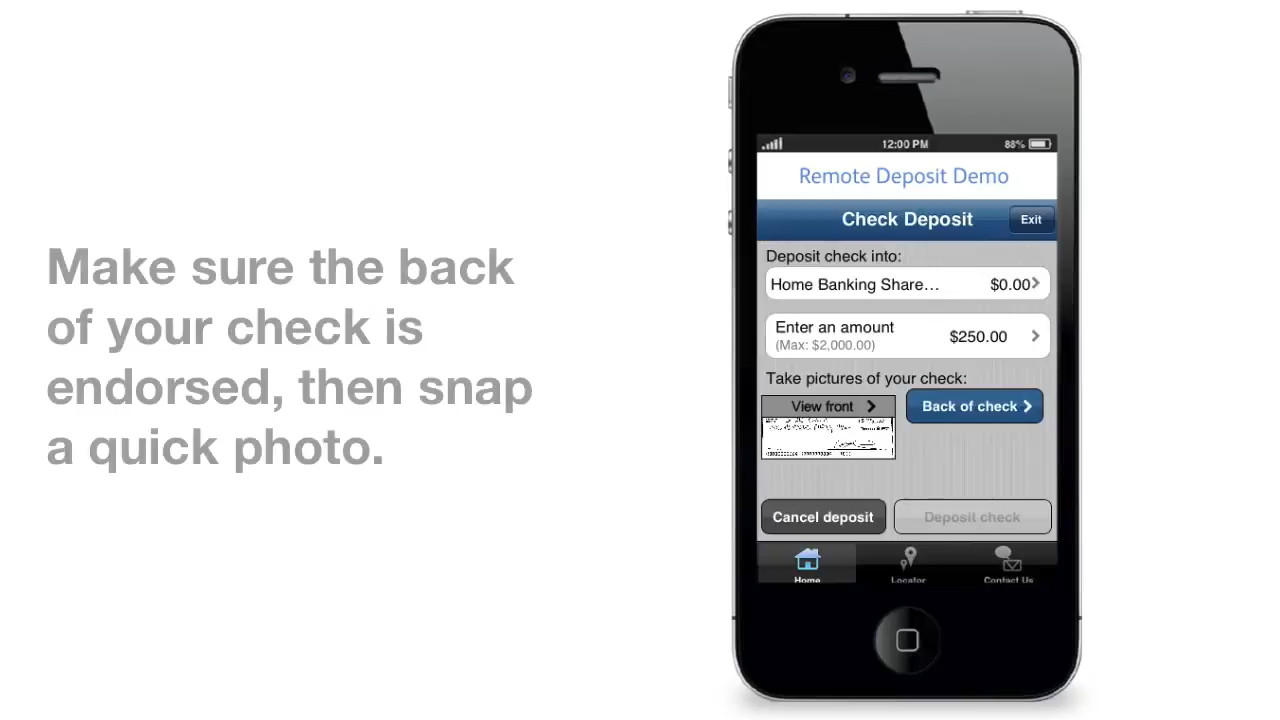 Make sure the back
of your check is
endorsed, then snap
a quick photo.
12:00 PM
88%
Remote Deposit Demo
Check Deposit
Exit
Deposit check into:
Home Banking Share… $0.00
Enter an amount
(Max: $2,000.00)
$250.00
Take pictures of your check:
View front
Back of check
Cancel deposit
Deposit check
Home
Locator
Contact Us